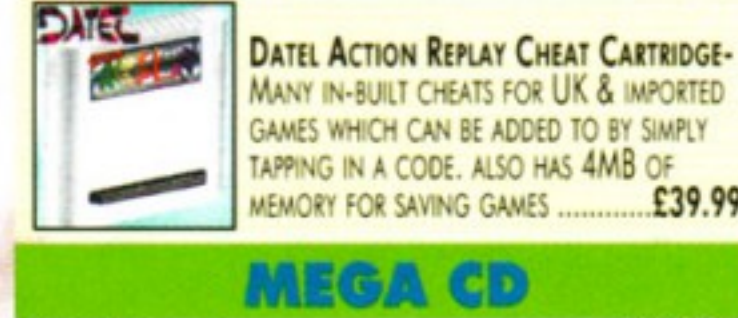 DATEL
DATEL ACTION REPLAY CHEAT CARTRIDGE-
MANY IN-BUILT CHEATS FOR UK & IMPORTED
GAMES WHICH CAN BE ADDED TO BY SIMPLY
TAPPING IN A CODE. ALSO HAS 4MB OF
MEMORY FOR SAVING GAMES ............£39.99
MEGA CD